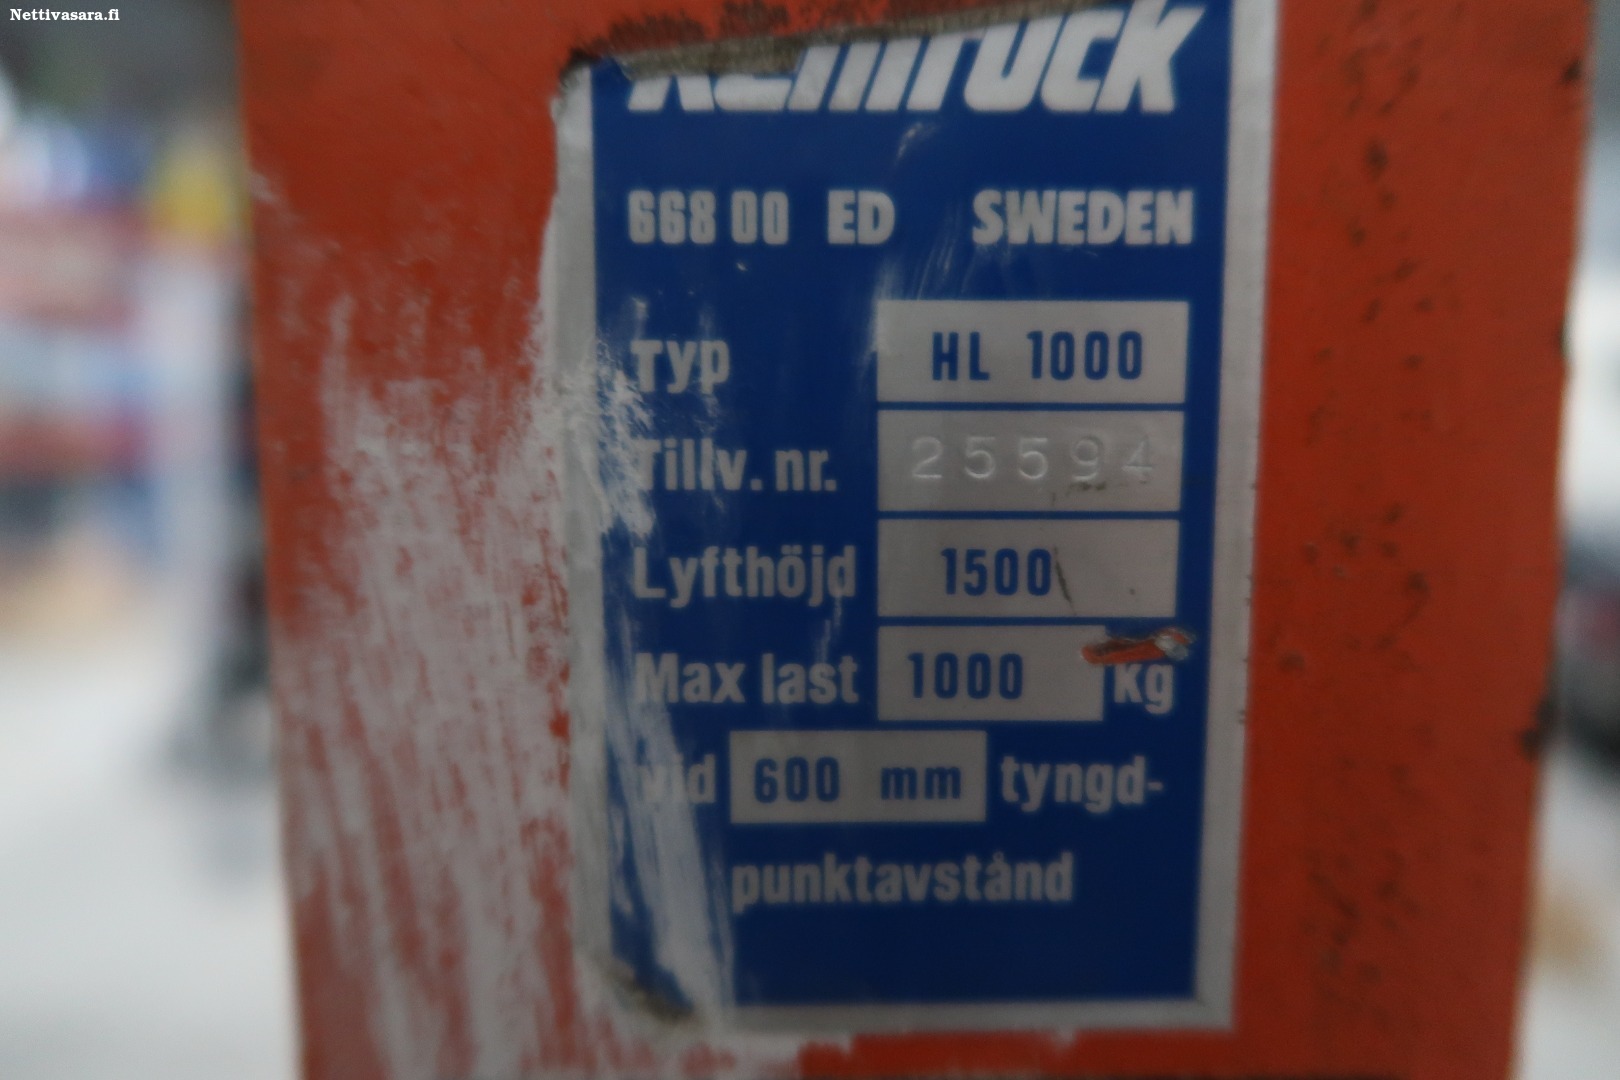 Nettivasara.fi
668 00 ED SWEDEN
Typ HL 1000
Tillv. nr. 25594
Lyfthöjd 1500
Max last 1000 kg
vid 600 mm tyngd-
punktavstånd